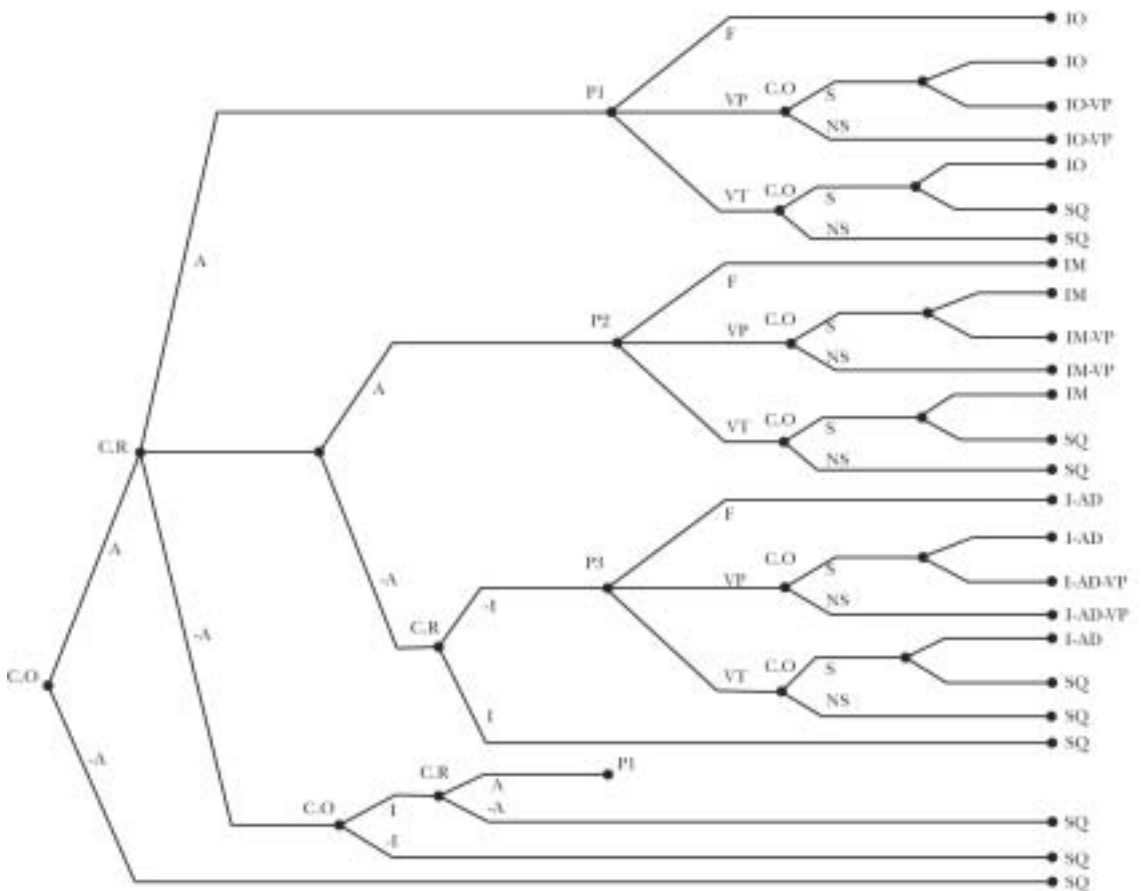 F
IO
C.O
IO
P1
VP
S
IO-VP
NS
IO-VP
C.O
IO
VT
S
SQ
NS
SQ
A
IM
F
IM
P2
C.O
VP
S
IM-VP
NS
IM-VP
A
C.O
IM
VT
S
SQ
C.R
NS
SQ
F
I-AD
A
C.O
I-AD
P3
VP
S
I-AD-VP
-A
-I
NS
I-AD-VP
C.R
C.O
I-AD
-A
VT
S
C.O
SQ
NS
I
SQ
SQ
-A
C.R
P1
A
C.O
I
-A
SQ
-I
SQ
SQ